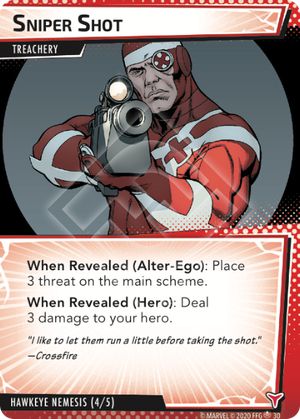 SNIPER SHOT
TREACHERY
When Revealed (Alter-Ego): Place
3 threat on the main scheme.
When Revealed (Hero): Deal
3 damage to your hero.
"I like to let them run a little before taking the shot."
—Crossfire
HAWKEYE NEMESIS (4/5)
© MARVEL © 2020 FFG 30